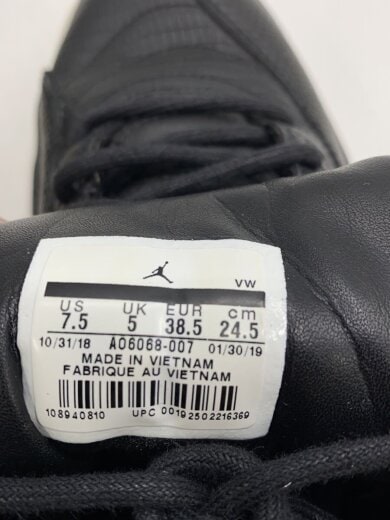 VW
US UK EUR cm
7.5 5 38.5 24.5
10/31/18 AO6068-007 01/30/19
MADE IN VIETNAM
FABRIQUE AU VIETNAM
108940810 UPC 00192502216369